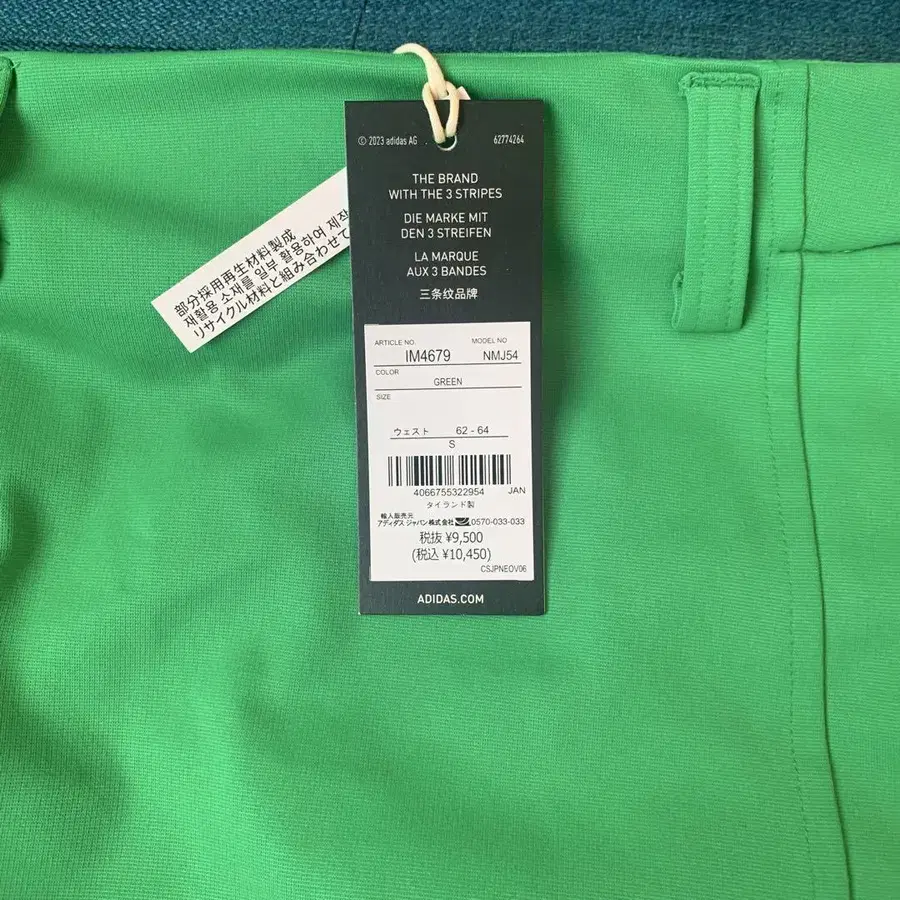 © 2023 adidas AG 62774264
THE BRAND
WITH THE 3 STRIPES
DIE MARKE MIT
DEN 3 STREIFEN
LA MARQUE
AUX 3 BANDES
三条纹品牌
部分採用再生材料製成
재활용 소재를 일부 활용하여 제작
リサイクル材料と組み合わせて
ARTICLE NO. MODEL NO
IM4679 NMJ54
COLOR
GREEN
SIZE
ウェスト 62 - 64
S
4066755322954 JAN
タイランド製
輸入販売元
アディダス ジャパン株式会社 0570-033-033
税抜 ¥9,500
(税込 ¥10,450)
CSJPNEOV06
ADIDAS.COM